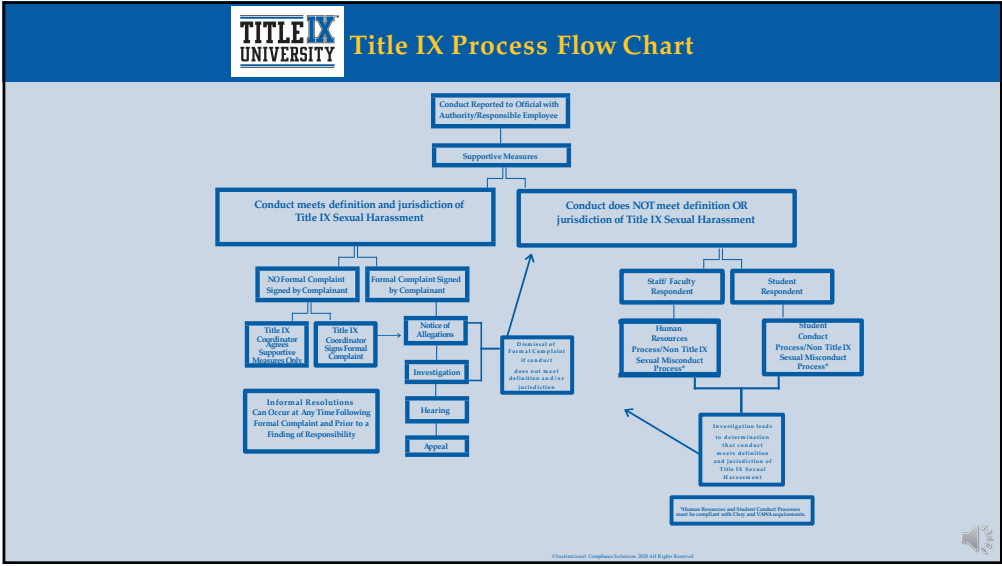 TITLE IX
UNIVERSITY
Title IX Process Flow Chart
Conduct Reported to Official with
Authority/Responsible Employee
Supportive Measures
Conduct meets definition and jurisdiction of
Title IX Sexual Harassment
Conduct does NOT meet definition OR
jurisdiction of Title IX Sexual Harassment
NO Formal Complaint
Signed by Complainant
Formal Complaint Signed
by Complainant
Staff/ Faculty
Respondent
Student
Respondent
Title IX
Coordinator
Agrees
Supportive
Measures Only
Title IX
Coordinator
Signs Formal
Complaint
Notice of
Allegations
Dismissal of
Formal Complaint
if conduct
does not meet
definition and/or
jurisdiction
Human
Resources
Process/Non Title IX
Sexual Misconduct
Process*
Student
Conduct
Process/Non Title IX
Sexual Misconduct
Process*
Investigation
Informal Resolutions
Can Occur at Any Time Following
Formal Complaint and Prior to a
Finding of Responsibility
Hearing
Appeal
Investigation leads
to determination
that conduct
meets definition
and jurisdiction of
Title IX Sexual
Harassment
*Human Resources and Student Conduct Processes
must be compliant with Clery and VAWA requirements.
©Institutional Compliance Solutions 2020 All Rights Reserved